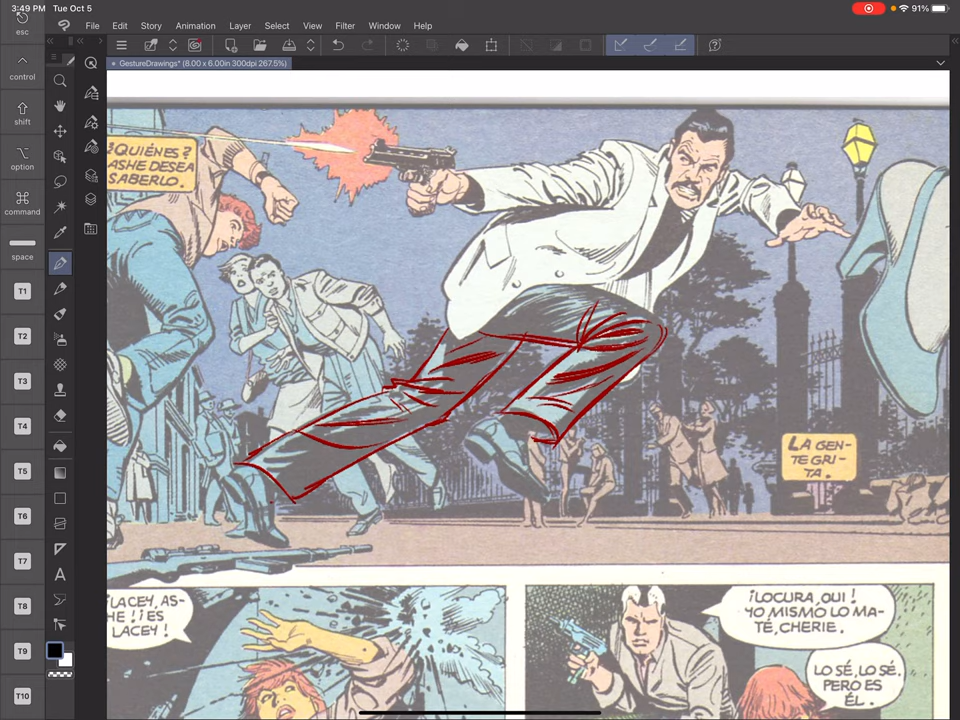 3:49 PM Tue Oct 5
91%
esc
File Edit Story Animation Layer Select View Filter Window Help
control
GestureDrawings* (8.00 x 6.00in 300dpi 267.5%)
shift
option
command
space
T1
T2
T3
T4
T5
T6
T7
T8
T9
T10
¿QUIÉNES?
ASHE DESEA
SABERLO.
LA GEN-
TE GRI-
TA.
¡LACEY, AS-
HE! ¡ES
LACEY!
¡LOCURA, QUI!
YO MISMO LO MA-
TÉ, CHERIE.
LO SÉ, LO SÉ.
PERO ES
ÉL.